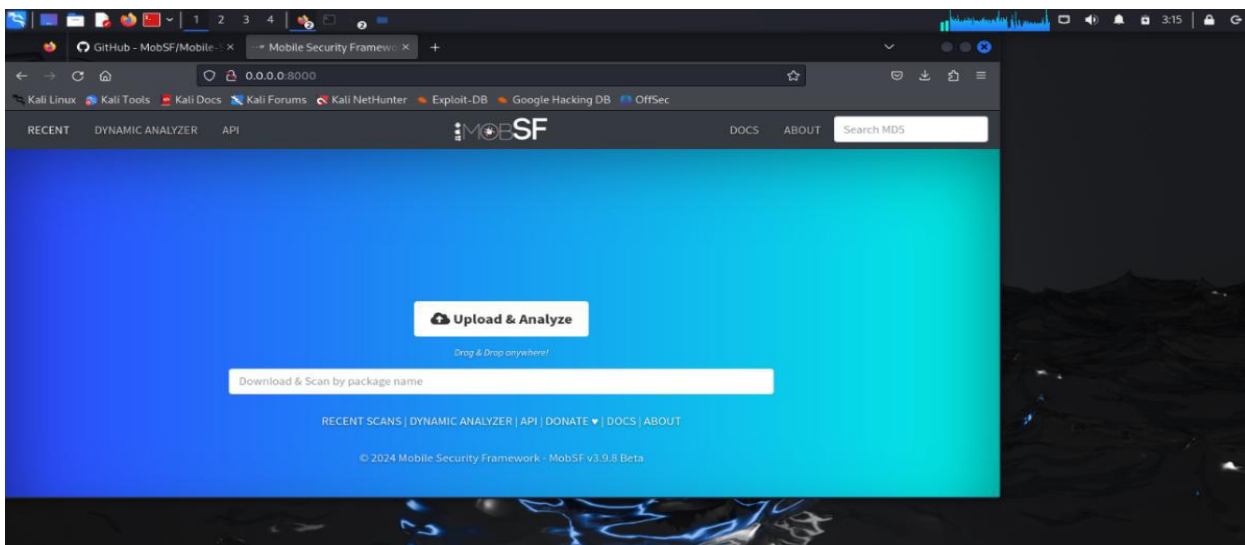 1 2 3 4 2 2 3:15
GitHub - MobSF/Mobile- Mobile Security Framewo
0.0.0.0:8000
Kali Linux Kali Tools Kali Docs Kali Forums Kali NetHunter Exploit-DB Google Hacking DB OffSec
RECENT DYNAMIC ANALYZER API MOBSF DOCS ABOUT Search MD5
Upload & Analyze
Drag & Drop anywhere!
Download & Scan by package name
RECENT SCANS | DYNAMIC ANALYZER | API | DONATE ♥ | DOCS | ABOUT
© 2024 Mobile Security Framework - MobSF v3.9.8 Beta